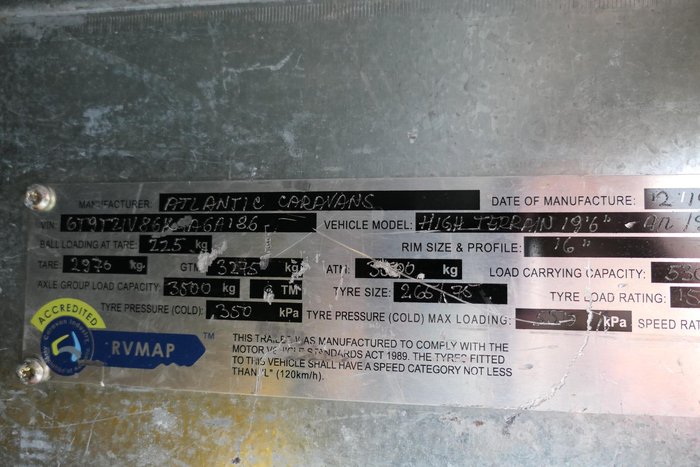 MANUFACTURER: ATLANTIC CARAVANS DATE OF MANUFACTURE:
VIN: VEHICLE MODEL: HIGH TERRAIN 19'6"
BALL LOADING AT TARE: 225 kg RIM SIZE & PROFILE: 16"
TARE: 2976 kg GTM: 3275 kg ATM: kg LOAD CARRYING CAPACITY:
AXLE GROUP LOAD CAPACITY: 3500 kg TM TYRE SIZE: 265/75 TYRE LOAD RATING:
TYRE PRESSURE (COLD): 350 kPa TYRE PRESSURE (COLD) MAX LOADING: kPa SPEED
ACCREDITED
RVMAP ™
THIS TRAILER WAS MANUFACTURED TO COMPLY WITH THE
MOTOR VEHICLE STANDARDS ACT 1989. THE TYRES FITTED
TO THIS VEHICLE SHALL HAVE A SPEED CATEGORY NOT LESS
THAN "L" (120km/h).